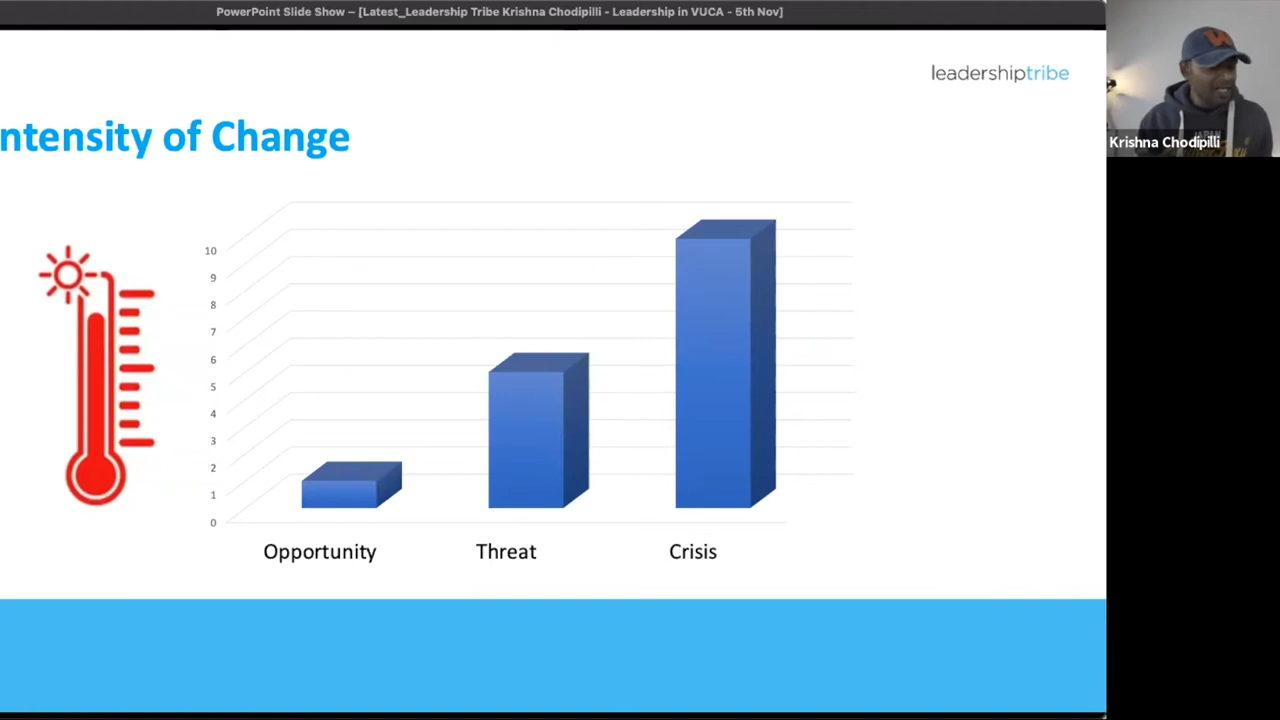 PowerPoint Slide Show – [Latest_Leadership Tribe Krishna Chodipilli - Leadership in VUCA - 5th Nov]
leadershiptribe
ntensity of Change
Krishna Chodipilli
JAPAN
10
9
8
7
6
5
4
3
2
1
0
Opportunity
Threat
Crisis